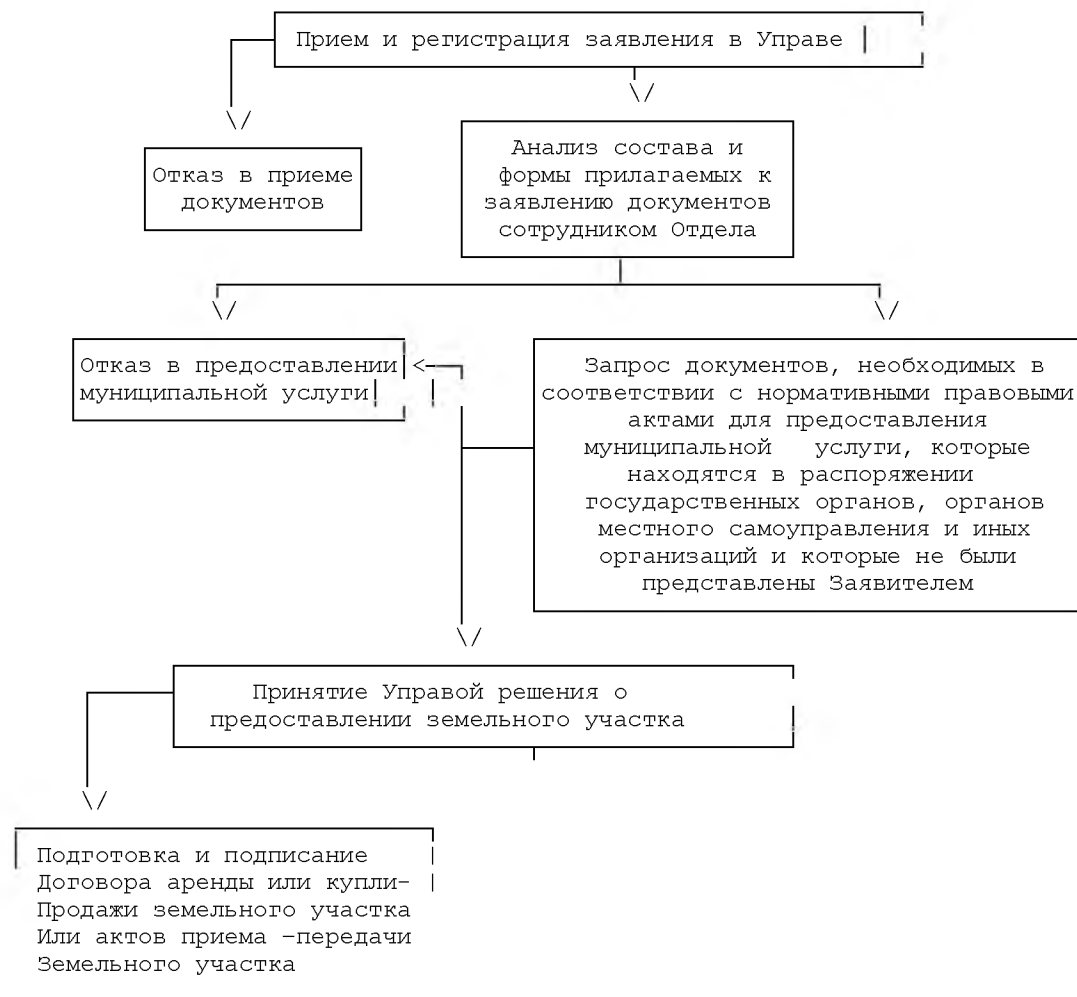 Прием и регистрация заявления в Управе
Отказ в приеме
документов
Анализ состава и
формы прилагаемых к
заявлению документов
сотрудником Отдела
Отказ в предоставлении
муниципальной услуги
Запрос документов, необходимых в
соответствии с нормативными правовыми
актами для предоставления
муниципальной услуги, которые
находятся в распоряжении
государственных органов, органов
местного самоуправления и иных
организаций и которые не были
представлены Заявителем
Принятие Управой решения о
предоставлении земельного участка
Подготовка и подписание
Договора аренды или купли-
Продажи земельного участка
Или актов приема –передачи
Земельного участка